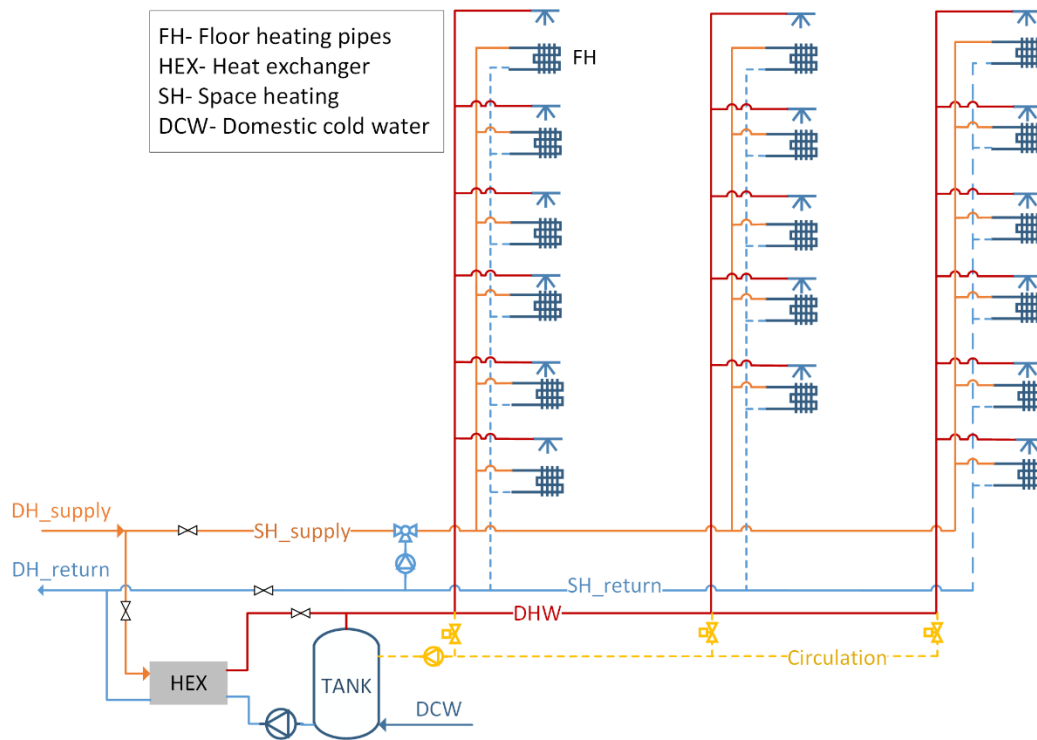 FH- Floor heating pipes
HEX- Heat exchanger
SH- Space heating
DCW- Domestic cold water
FH
DH_supply
SH_supply
DH_return
SH_return
DHW
Circulation
HEX
TANK
DCW